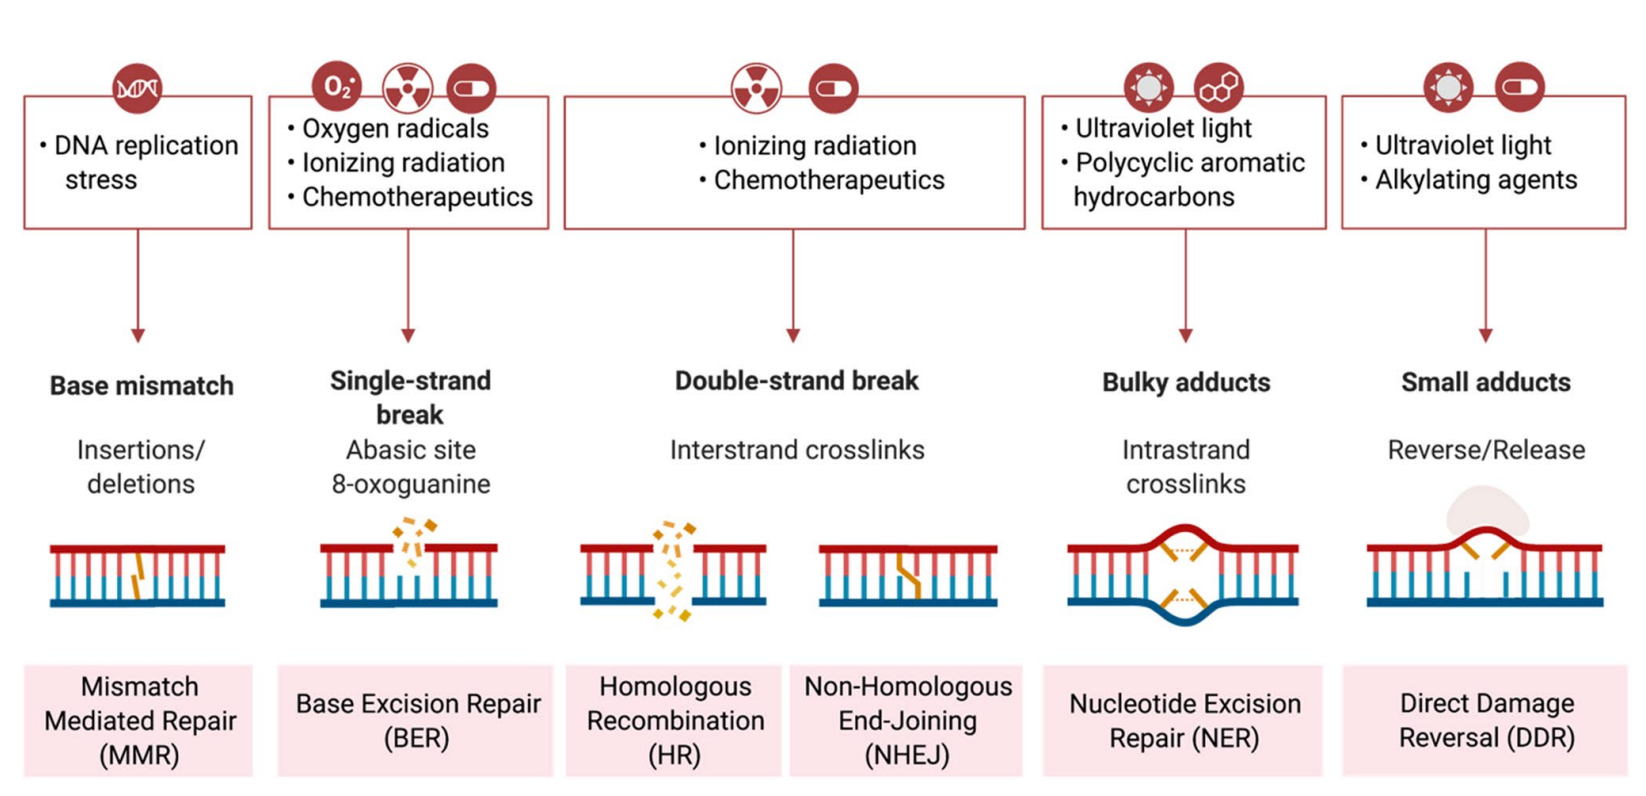 O₂•
• DNA replication
stress
• Oxygen radicals
• Ionizing radiation
• Chemotherapeutics
• Ionizing radiation
• Chemotherapeutics
• Ultraviolet light
• Polycyclic aromatic
hydrocarbons
• Ultraviolet light
• Alkylating agents
Base mismatch
Insertions/
deletions
Single-strand
break
Abasic site
8-oxoguanine
Double-strand break
Interstrand crosslinks
Bulky adducts
Intrastrand
crosslinks
Small adducts
Reverse/Release
Mismatch
Mediated Repair
(MMR)
Base Excision Repair
(BER)
Homologous
Recombination
(HR)
Non-Homologous
End-Joining
(NHEJ)
Nucleotide Excision
Repair (NER)
Direct Damage
Reversal (DDR)